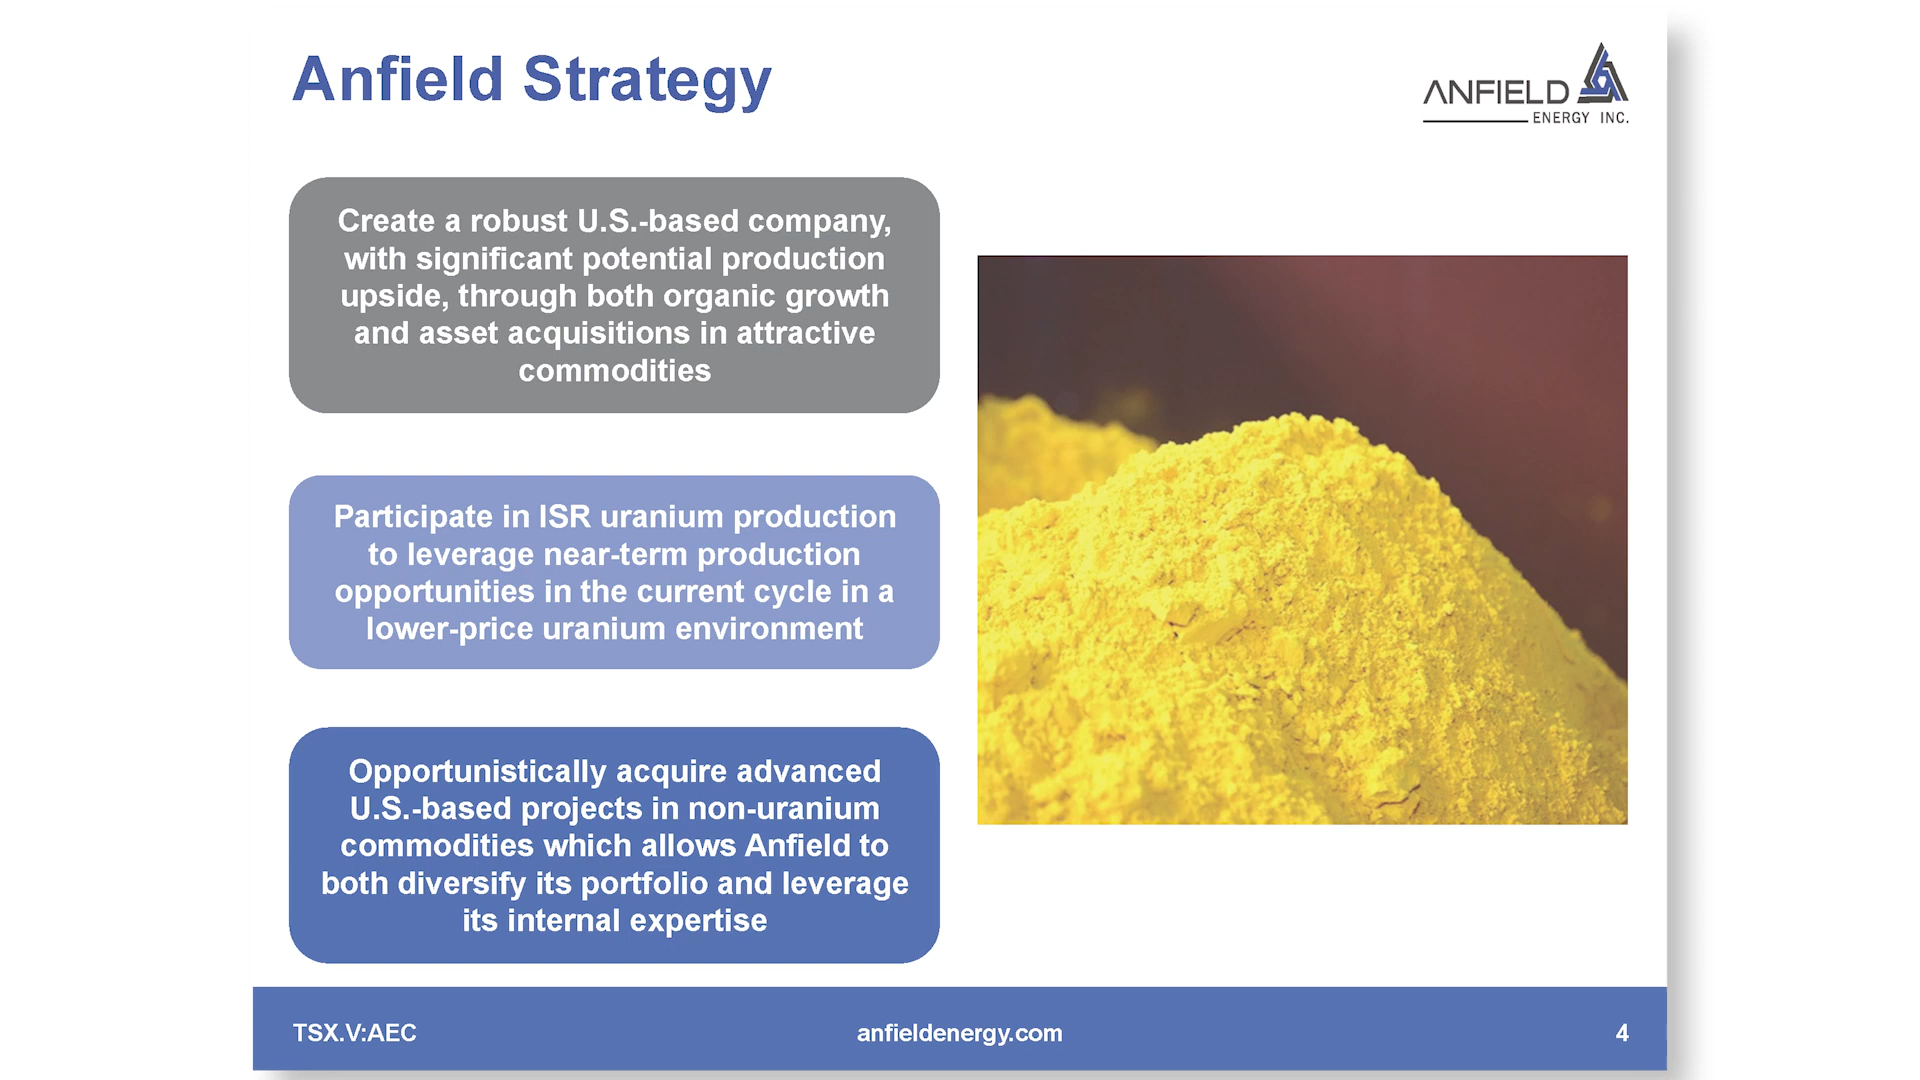 Anfield Strategy
ANFIELD
ENERGY INC.
Create a robust U.S.-based company,
with significant potential production
upside, through both organic growth
and asset acquisitions in attractive
commodities
Participate in ISR uranium production
to leverage near-term production
opportunities in the current cycle in a
lower-price uranium environment
Opportunistically acquire advanced
U.S.-based projects in non-uranium
commodities which allows Anfield to
both diversify its portfolio and leverage
its internal expertise
TSX.V:AEC
anfieldenergy.com
4